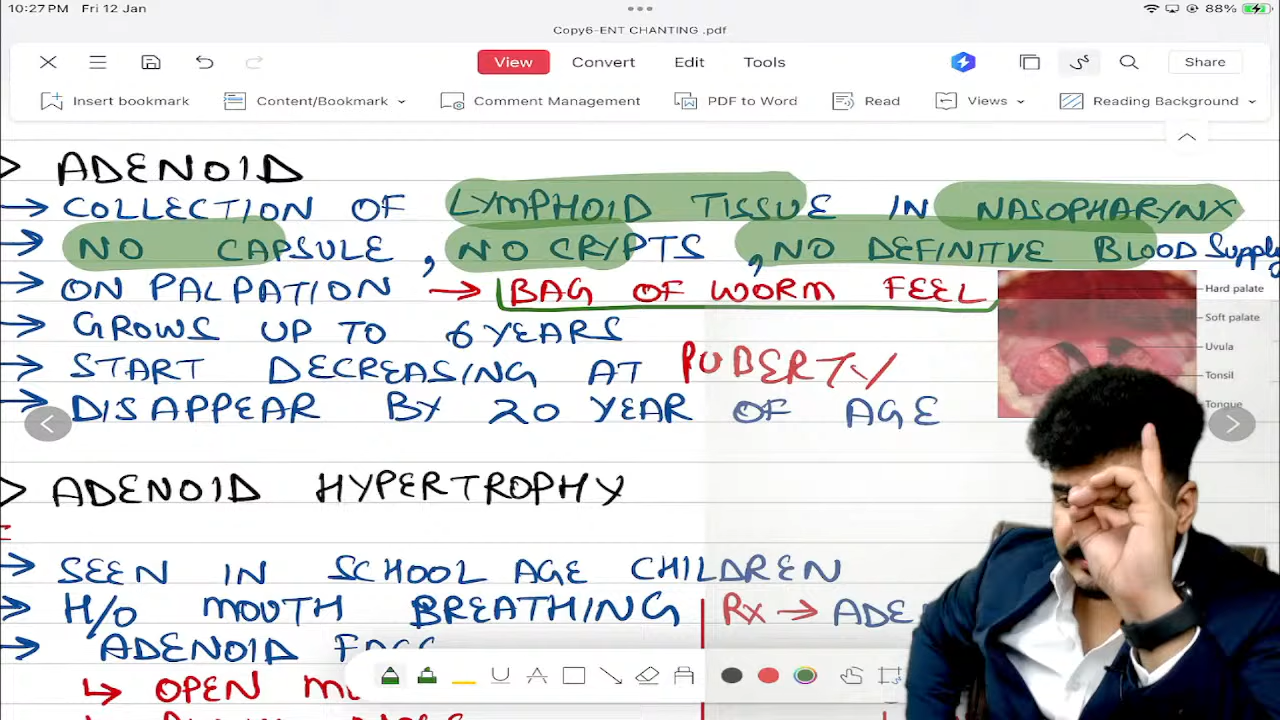 10:27PM Fri 12 Jan 88%
Copy6-ENT CHANTING .pdf
View Convert Edit Tools Share
Insert bookmark Content/Bookmark Comment Management PDF to Word Read Views Reading Background
> ADENOID
→ COLLECTION OF LYMPHOID TISSUE IN NASOPHARYNX
→ NO CAPSULE, NO CRYPTS, NO DEFINITVE BLOOD Supply
→ ON PALPATION → BAG OF WORM FEEL
→ GROWS UP TO 6 YEARS
→ START DECREASING AT PUBERTY
→ DISAPPEAR BY 20 YEAR OF AGE
Hard palate
Soft palate
Uvula
Tonsil
Tongue
> ADENOID HYPERTROPHY
→ SEEN IN SCHOOL AGE CHILDREN
→ H/O MOUTH BREATHING Rx → ADE
→ ADENOID
↳ OPEN